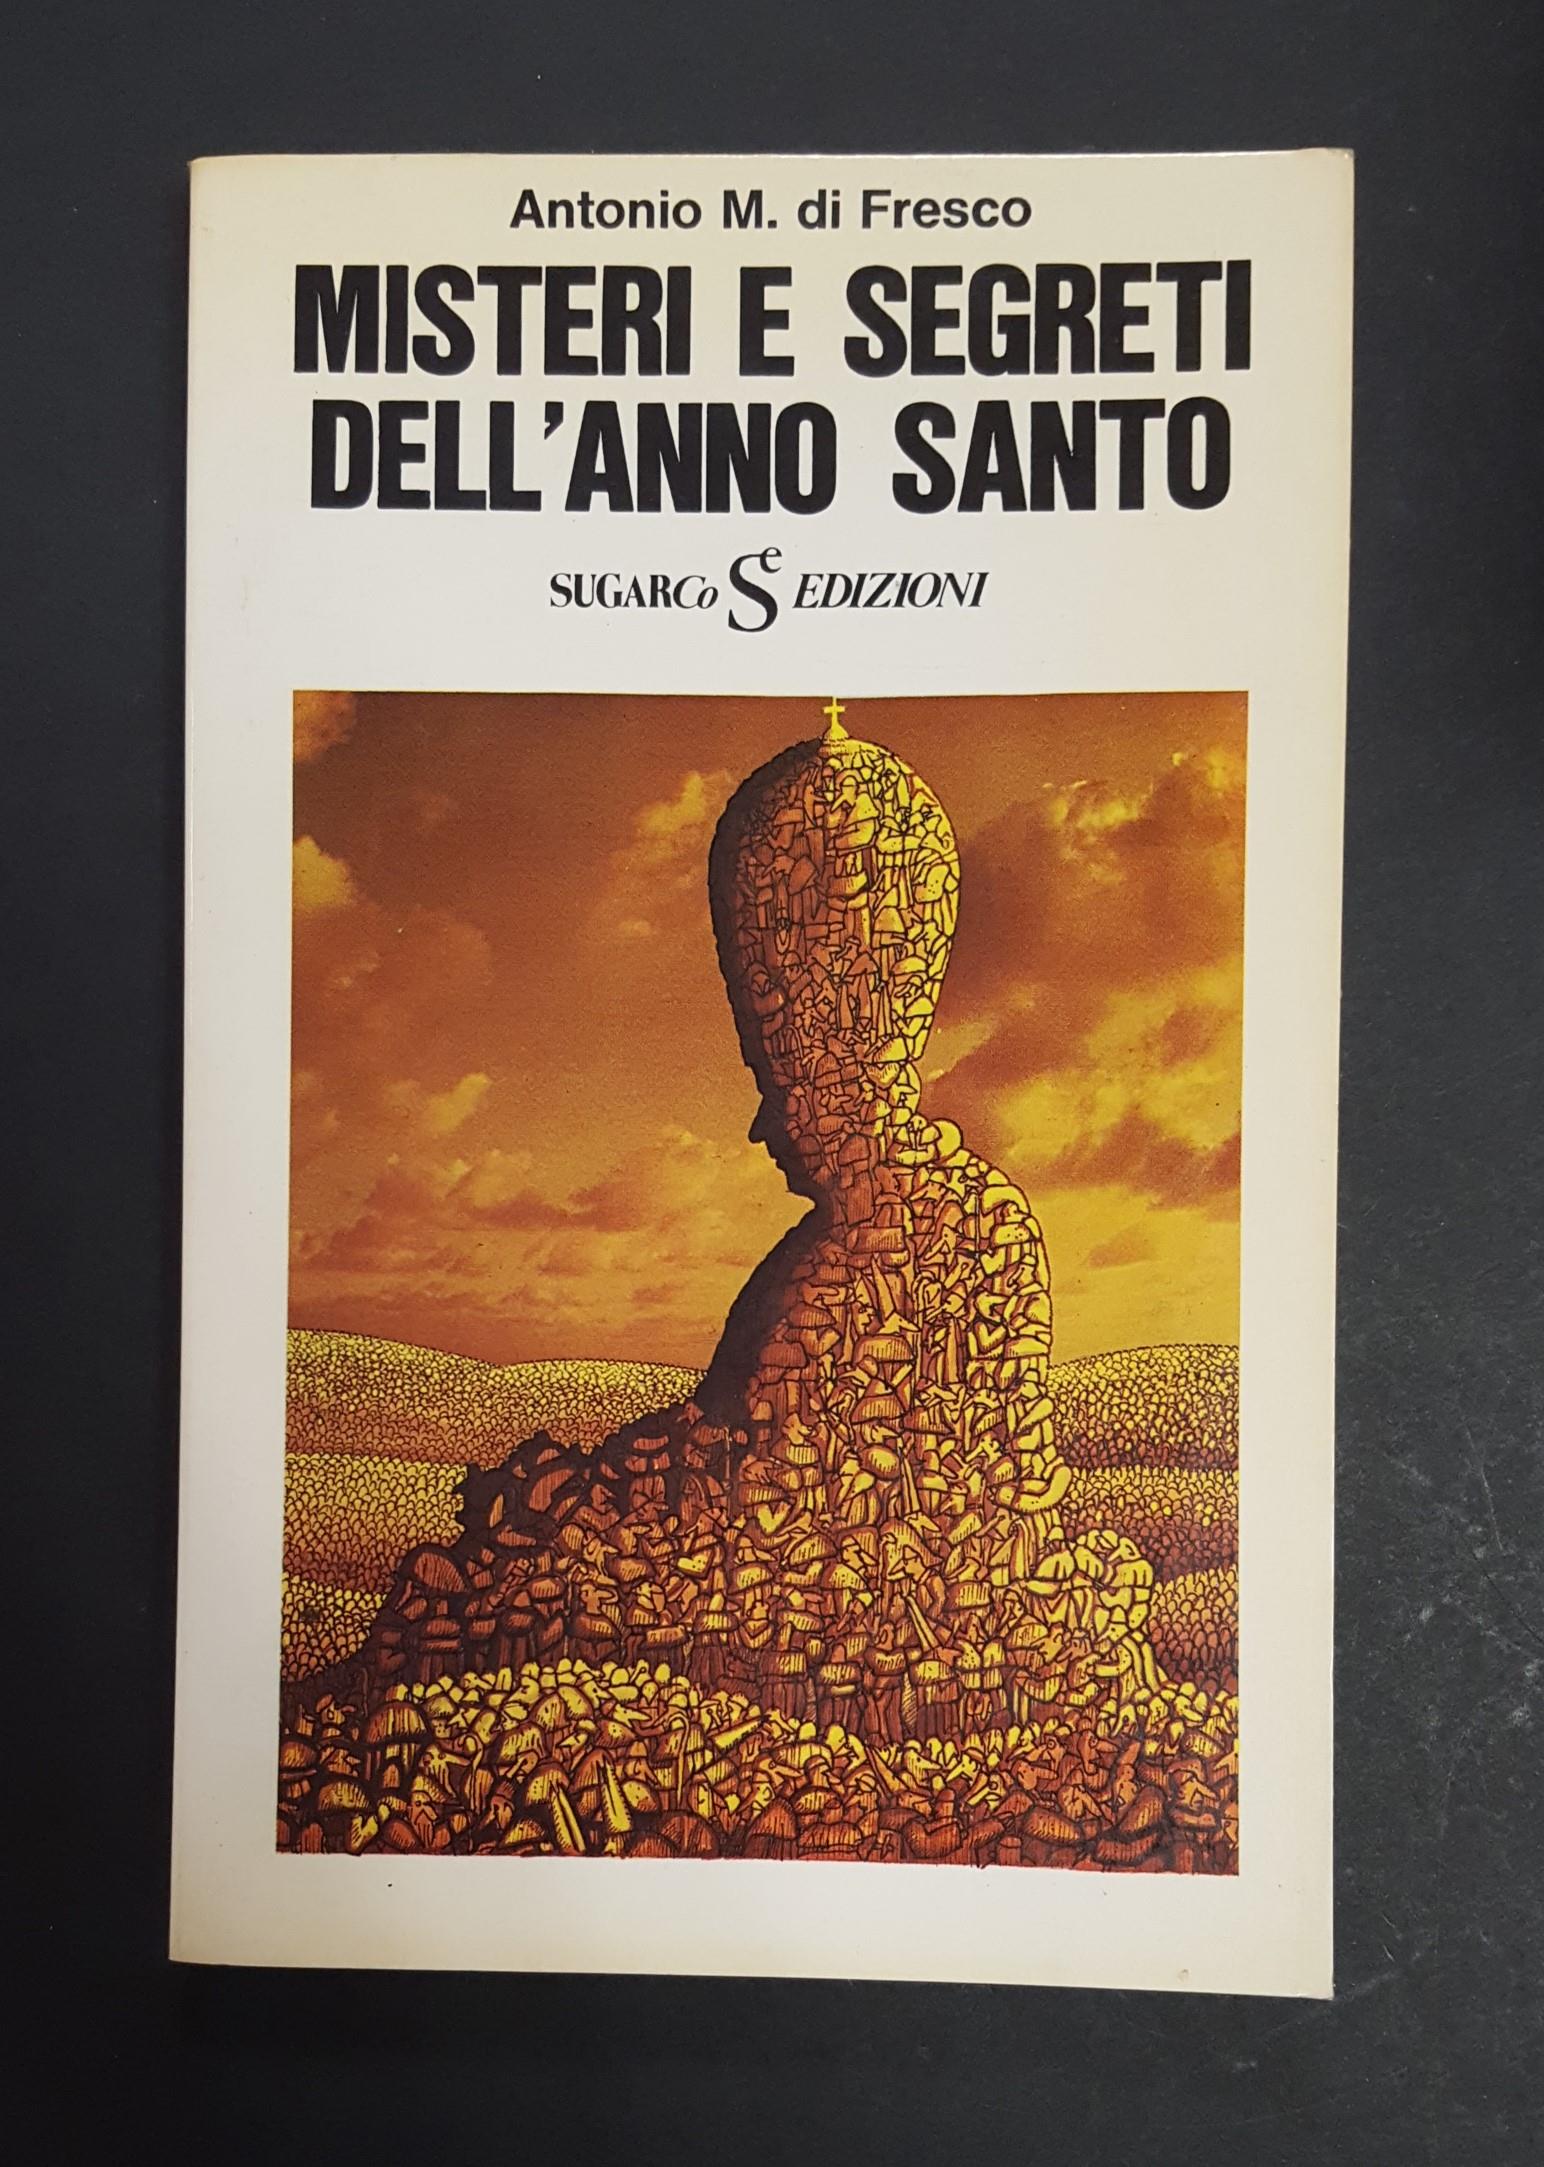 Antonio M. di Fresco
MISTERI E SEGRETI
DELL'ANNO SANTO
SUGARCo Se EDIZIONI